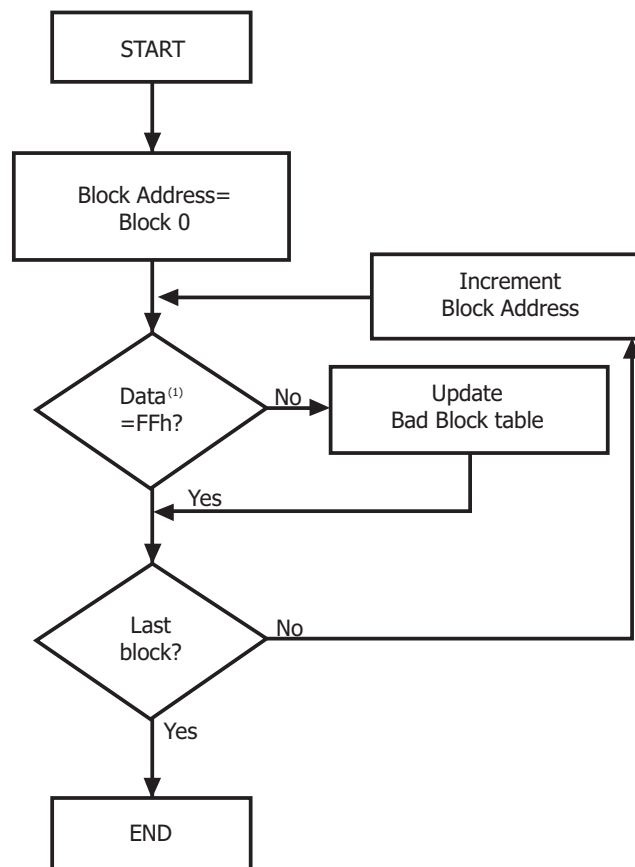 START
Block Address=
Block 0
Increment
Block Address
Data(1)
=FFh?
No
Update
Bad Block table
Yes
Last
block?
No
Yes
END